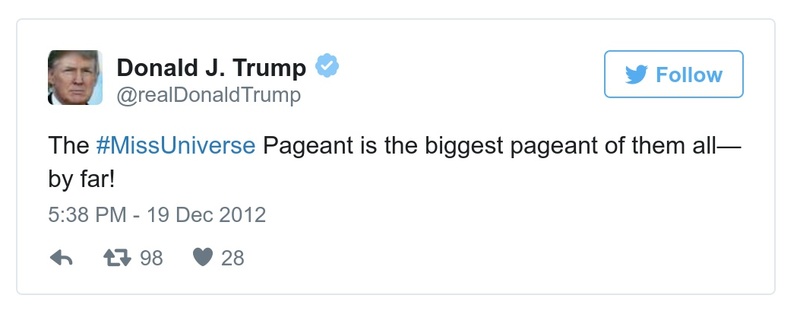 Donald J. Trump
@realDonaldTrump
Follow
The #MissUniverse Pageant is the biggest pageant of them all—
by far!
5:38 PM - 19 Dec 2012
98 28